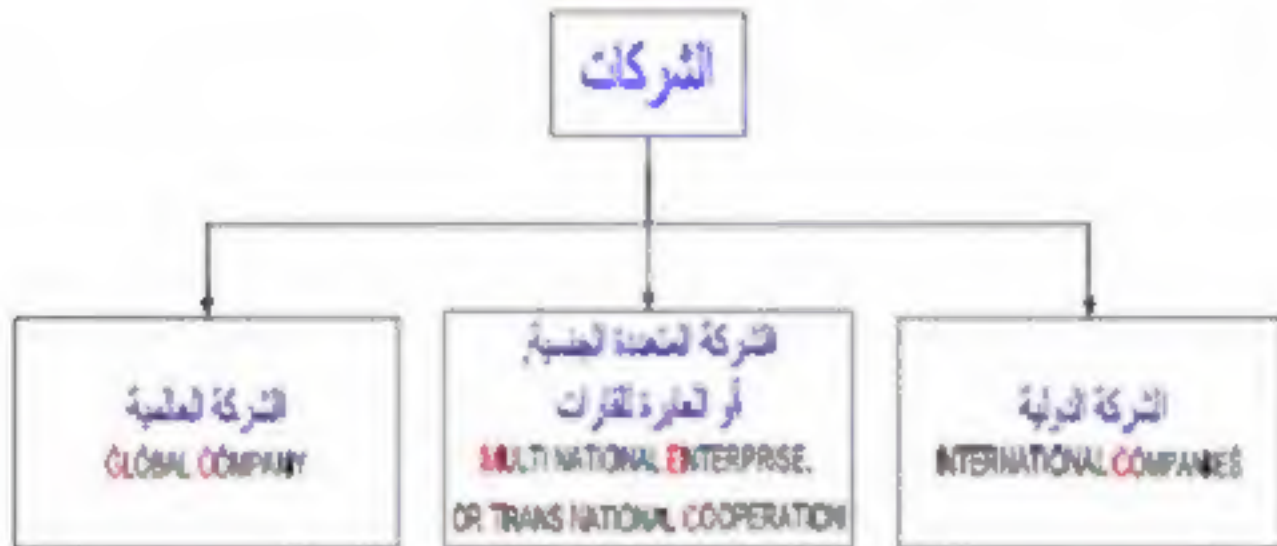 الشركات
الشركة الدولية
INTERNATIONAL COMPANIES
الشركة المتعددة الجنسية,
أو العابرة للقارات
MULTI NATIONAL ENTERPRISE.
OR TRANS NATIONAL COOPERATION
الشركة العالمية
GLOBAL COMPANY